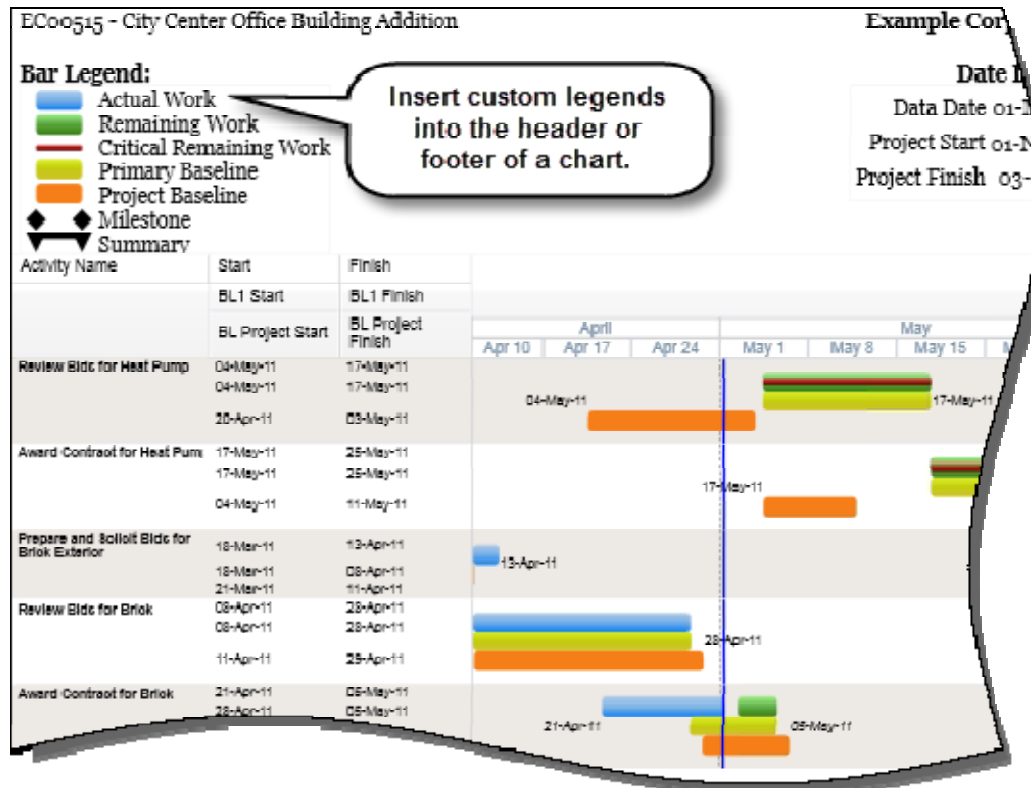 EC00515 - City Center Office Building Addition
Example Cor
Bar Legend:
Actual Work
Remaining Work
Critical Remaining Work
Primary Baseline
Project Baseline
Milestone
Summary
Insert custom legends
into the header or
footer of a chart.
Date
Data Date 01-
Project Start 01-N
Project Finish 03-
Activity Name Start Finish
BL1 Start BL1 Finish
BL Project Start BL Project
Finish
April May
Apr 10 Apr 17 Apr 24 May 1 May 8 May 15
Review Bids for Heat Pump 04-May-11 17-May-11
04-May-11 17-May-11
04-May-11 17-May-11
Apr-11 03-May-11
Award Contract for Heat Pum 17-May-11 25-May-11
17-May-11 25-May-11
17-May-11
04-May-11 11-May-11
Prepare and Solicit Bids for
Brick Exterior
18-Mar-11 13-Apr-11
13-Apr-11
18-Mar-11 08-Apr-11
21-Mar-11 11-Apr-11
Review Bids for Brick 08-Apr-11 28-Apr-11
08-Apr-11 28-Apr-11
28-Apr-11
11-Apr-11 29-Apr-11
Award Contract for Brick 21-Apr-11 05-May-11
28-Apr-11 05-May-11
21-Apr-11 05-May-11